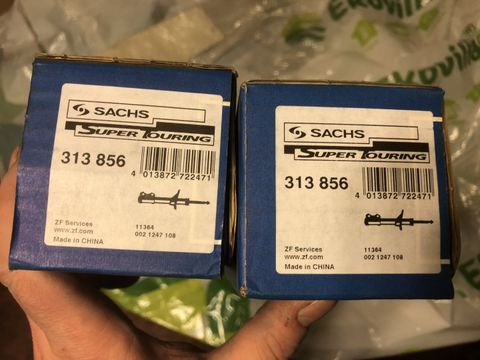 SACHS
SUPER TOURING
313 856
4 013872 722471
ZF Services
www.zf.com
Made in CHINA
11364
002 1247 108
SACHS
SUPER TOURING
313 856
4 013872 722471
ZF Services
www.zf.com
Made in CHINA
11364
002 1247 108